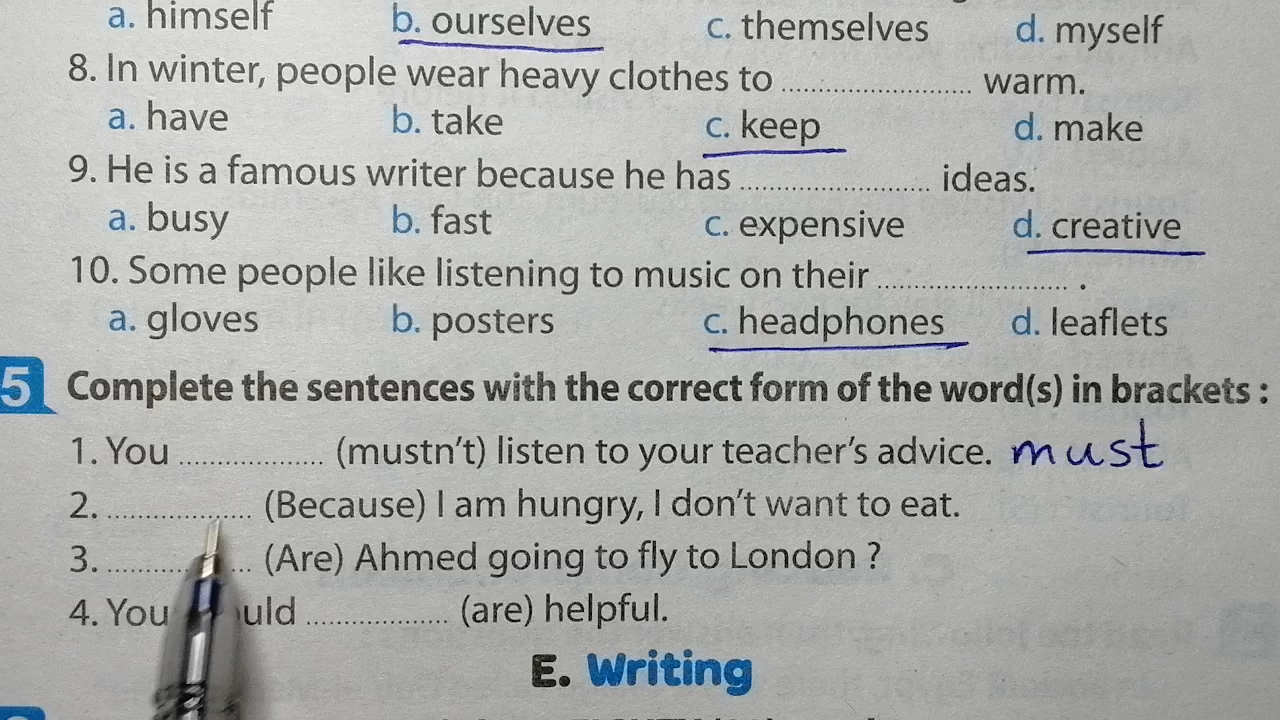 a. himself b. ourselves c. themselves d. myself
8. In winter, people wear heavy clothes to ........................ warm.
a. have b. take c. keep d. make
9. He is a famous writer because he has ........................ ideas.
a. busy b. fast c. expensive d. creative
10. Some people like listening to music on their ........................ .
a. gloves b. posters c. headphones d. leaflets
5 Complete the sentences with the correct form of the word(s) in brackets :
1. You .................. (mustn't) listen to your teacher's advice. must
2. .................. (Because) I am hungry, I don't want to eat.
3. .................. (Are) Ahmed going to fly to London ?
4. You uld .................. (are) helpful.
E. Writing